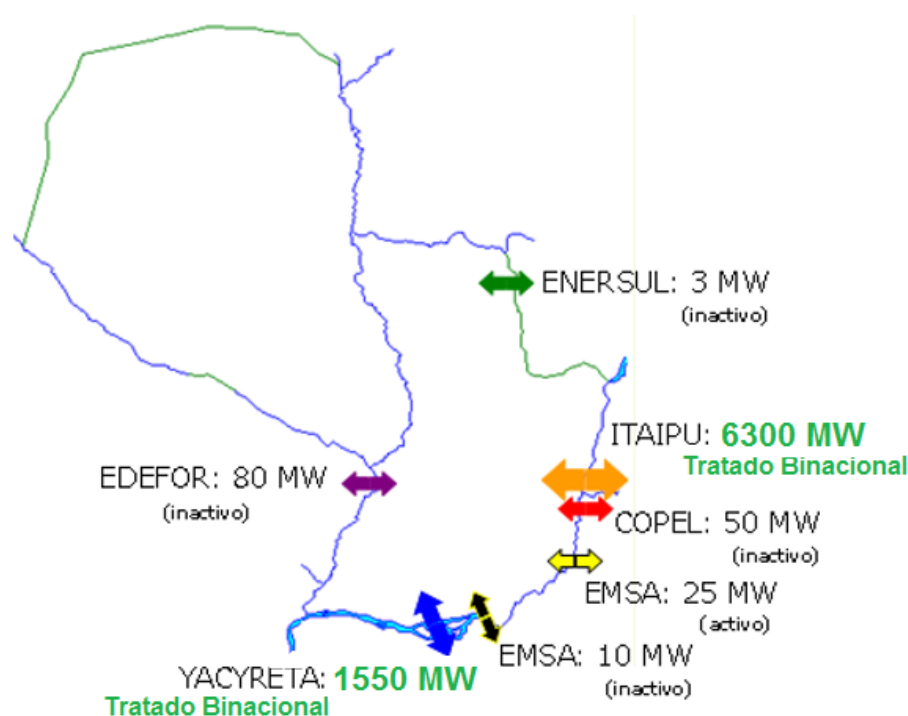 ENERSUL: 3 MW
(inactivo)
ITAIPU: 6300 MW
Tratado Binacional
EDEFOR: 80 MW
(inactivo)
COPEL: 50 MW
(inactivo)
EMSA: 25 MW
(activo)
EMSA: 10 MW
(inactivo)
YACYRETA: 1550 MW
Tratado Binacional